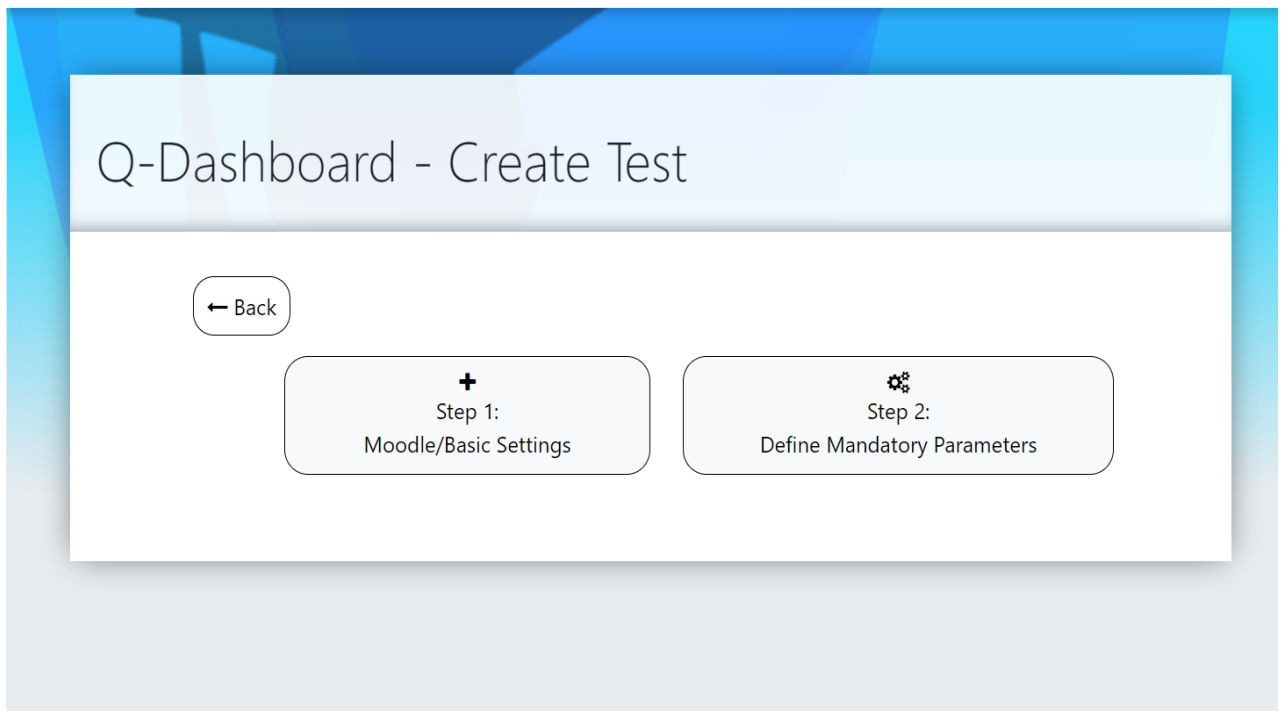 Q-Dashboard - Create Test
Back
Step 1:
Moodle/Basic Settings
Step 2:
Define Mandatory Parameters